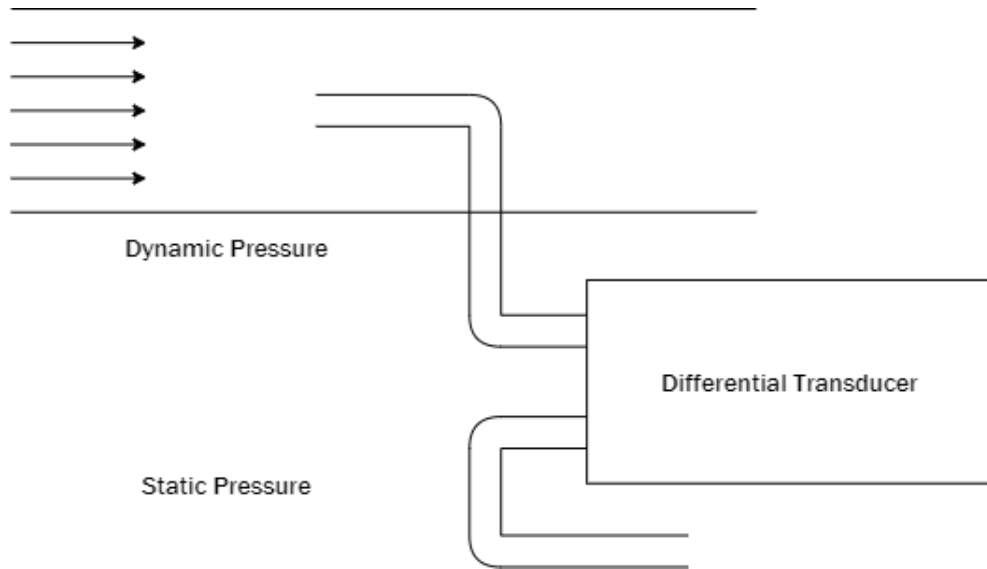 Dynamic Pressure
Differential Transducer
Static Pressure